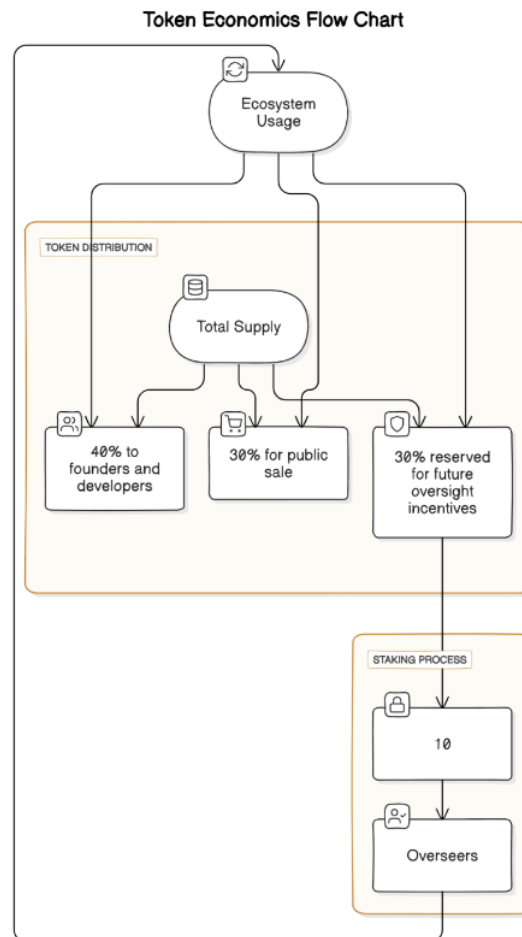 Token Economics Flow Chart
Ecosystem
Usage
TOKEN DISTRIBUTION
Total Supply
40% to
founders and
developers
30% for public
sale
30% reserved
for future
oversight
incentives
STAKING PROCESS
10
Overseers